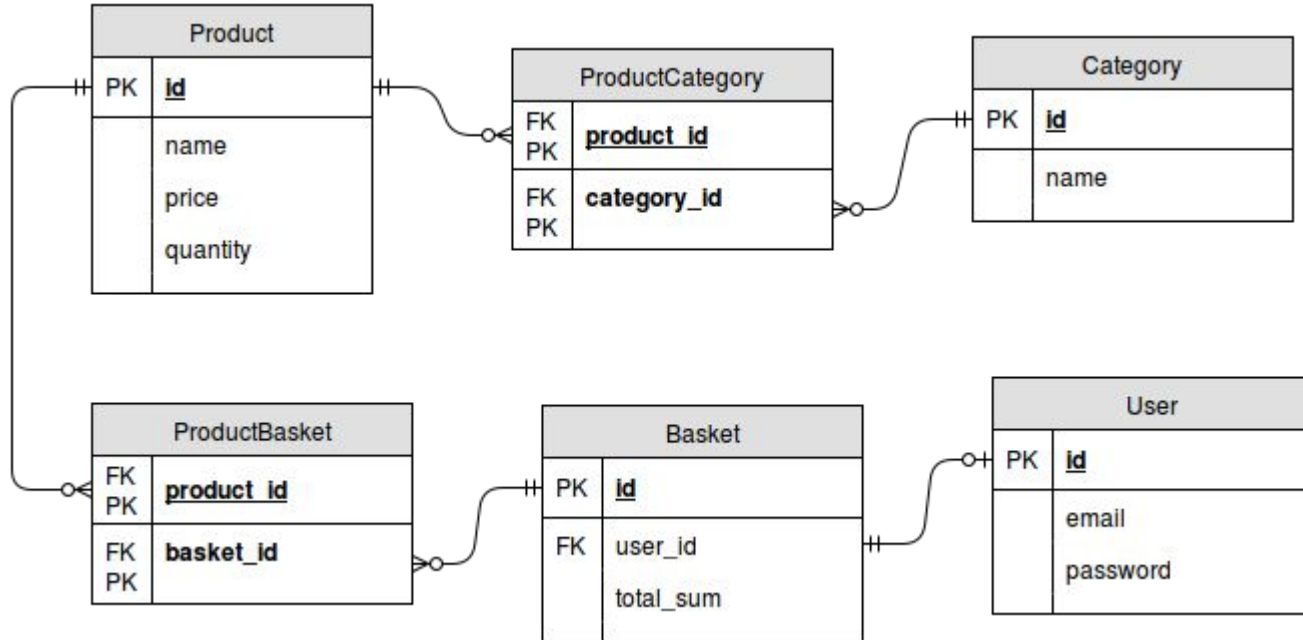 Product
PK id
name
price
quantity
ProductCategory
FK
PK
product_id
FK
PK
category_id
Category
PK id
name
ProductBasket
FK
PK
product_id
FK
PK
basket_id
Basket
PK id
FK user_id
total_sum
User
PK id
email
password